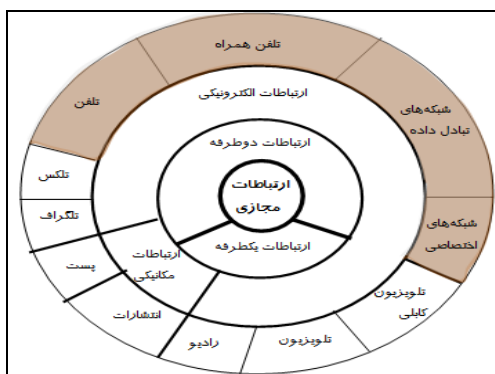 تلفن همراه
تلفن
شبکه‌های
تبادل داده
ارتباطات الکترونیکی
ارتباطات دوطرفه
تلکس
ارتباطات
مجازی
تلگراف
شبکه‌های
اختصاصی
ارتباطات یکطرفه
ارتباطات
مکانیکی
پست
تلویزیون
کابلی
انتشارات
رادیو
تلویزیون